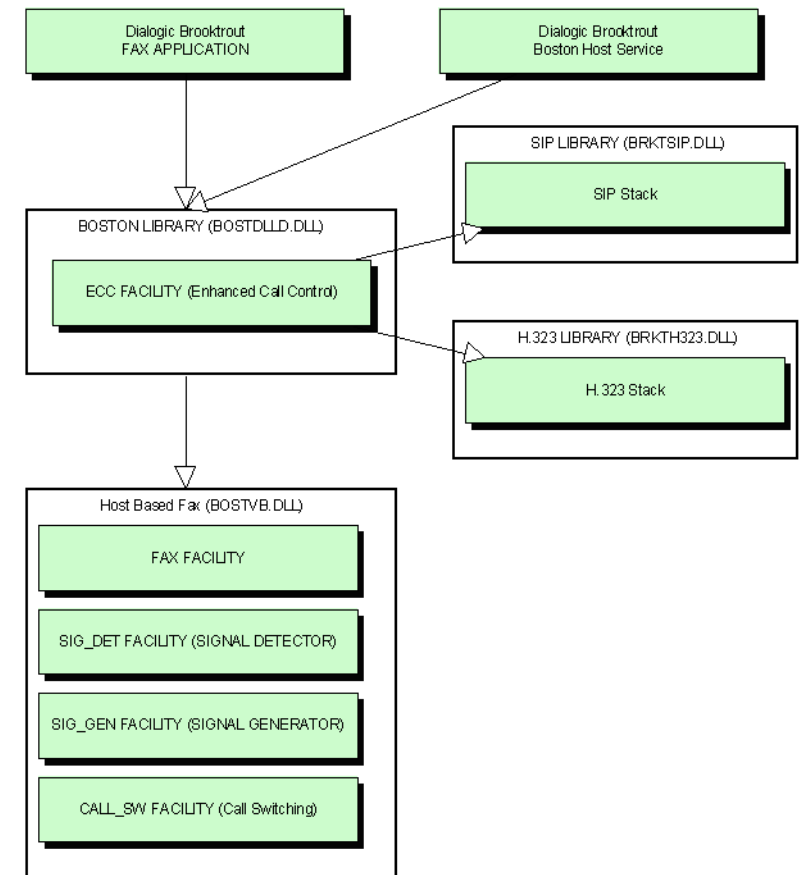 Dialogic Brooktrout
FAX APPLICATION
Dialogic Brooktrout
Boston Host Service
SIP LIBRARY (BRKTSIP.DLL)
SIP Stack
BOSTON LIBRARY (BOSTDLLD.DLL)
ECC FACILITY (Enhanced Call Control)
H.323 LIBRARY (BRKTH323.DLL)
H.323 Stack
Host Based Fax (BOSTVB.DLL)
FAX FACILITY
SIG_DET FACILITY (SIGNAL DETECTOR)
SIG_GEN FACILITY (SIGNAL GENERATOR)
CALL_SW FACILITY (Call Switching)